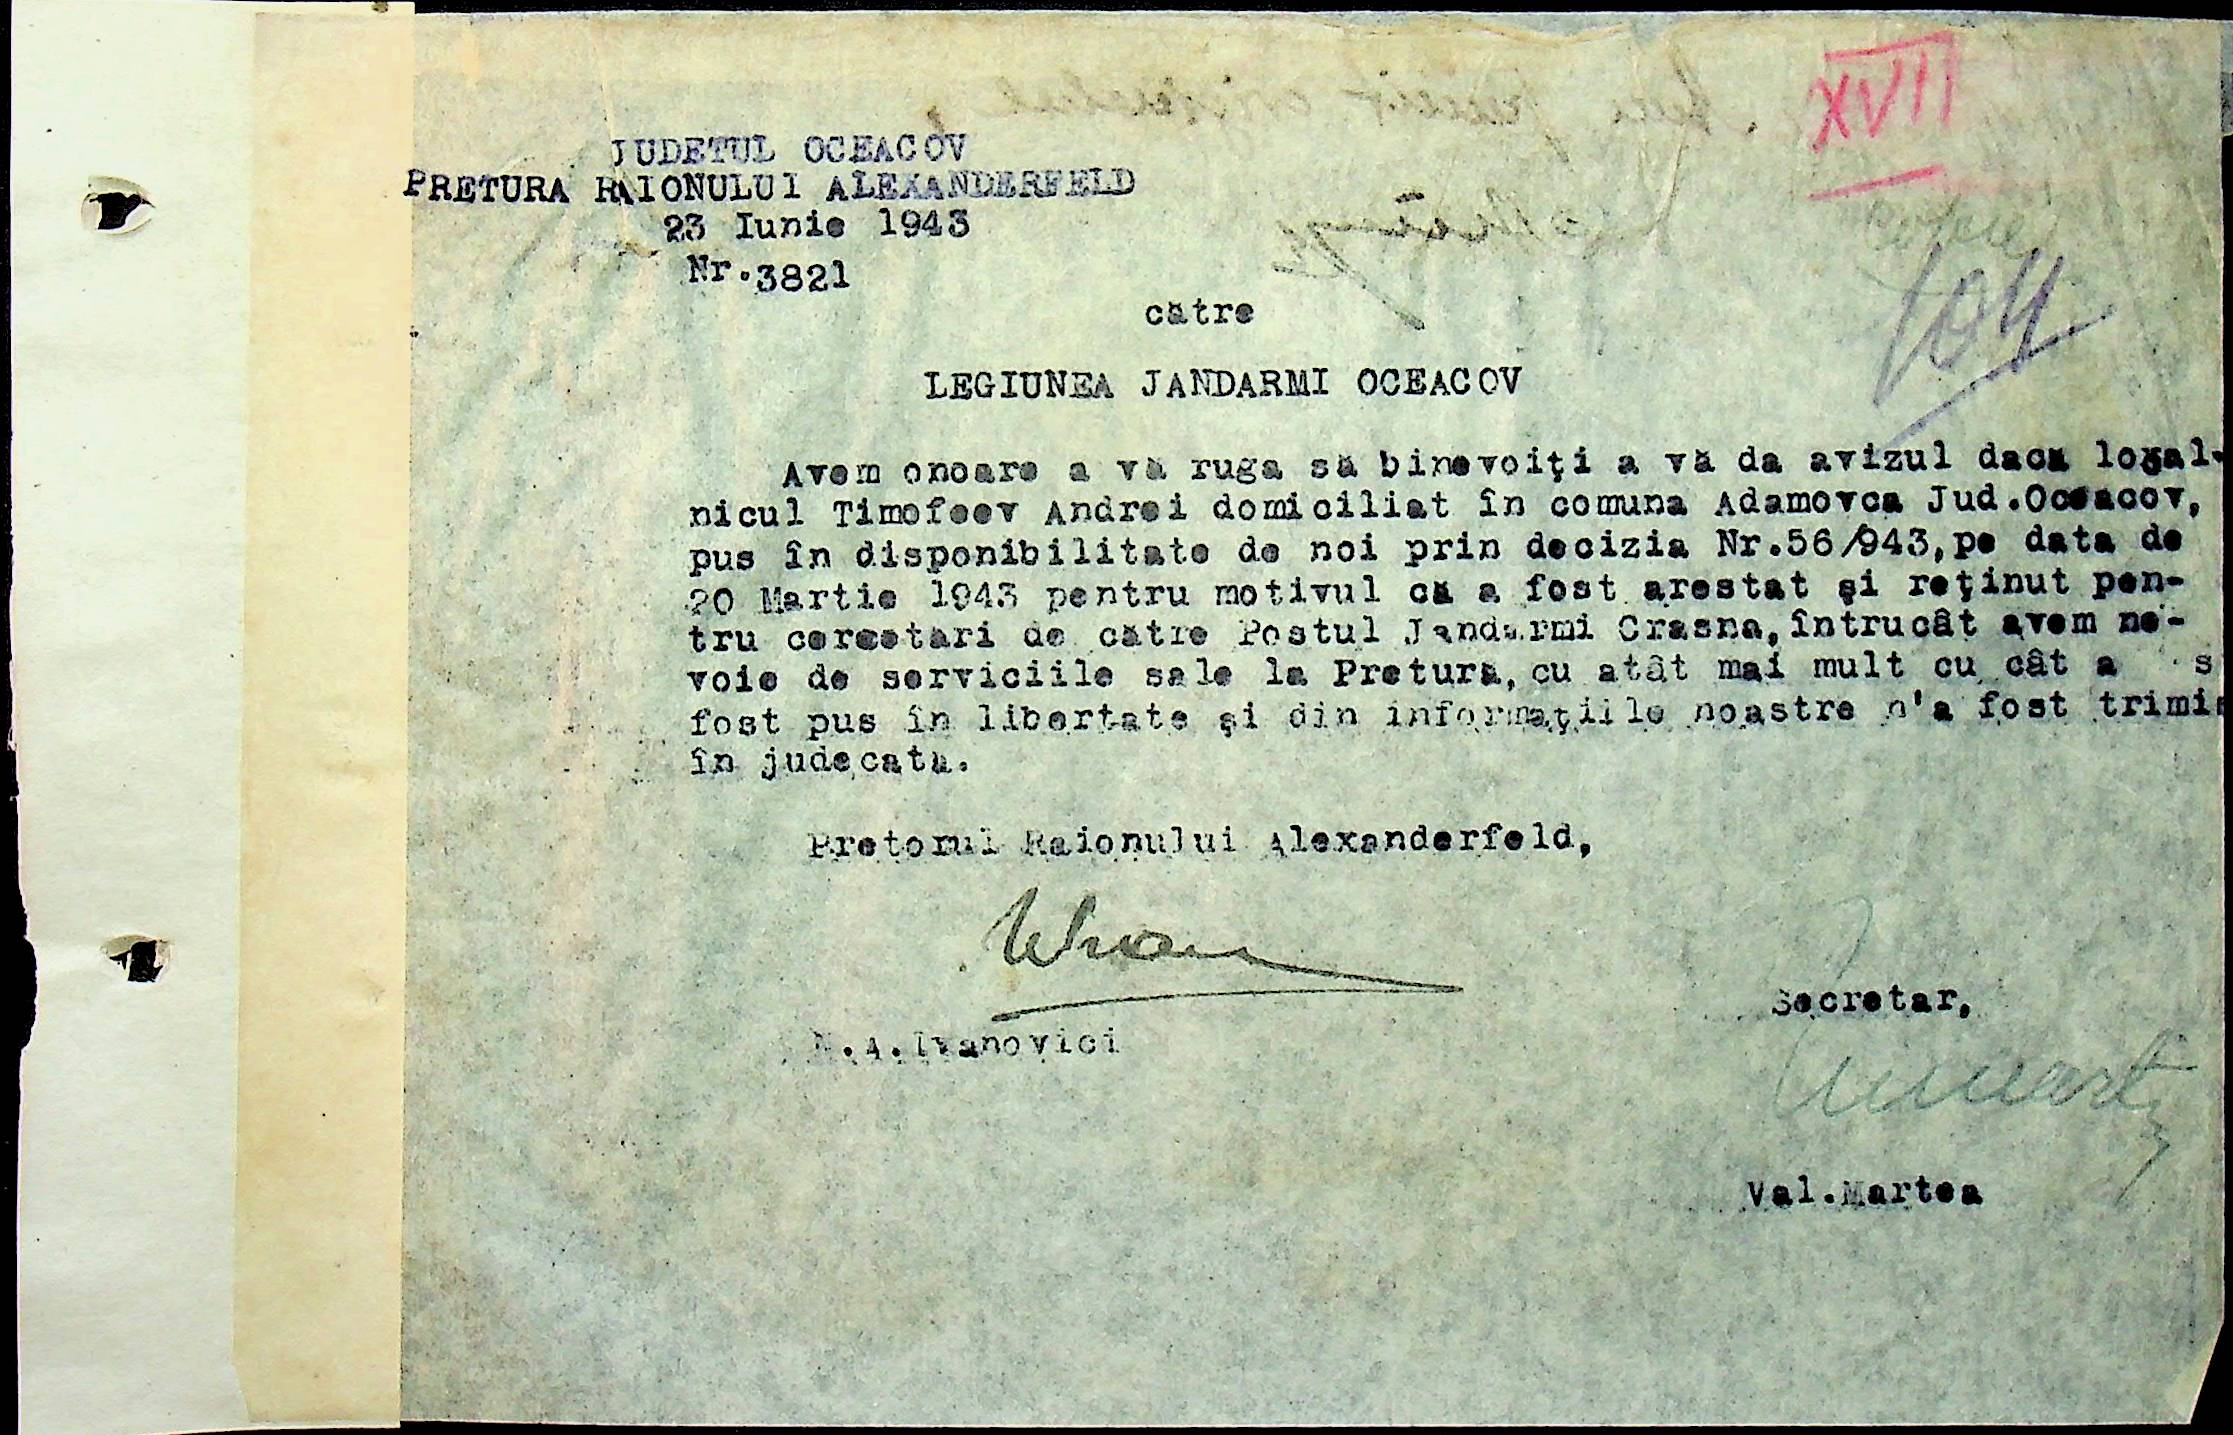 XVII
JUDETUL OCEACOV
PRETURA RAIONULUI ALEXANDERFELD
23 Iunie 1943
Nr.3821
104
către
LEGIUNEA JANDARMI OCEACOV
Avem onoare a vă ruga să binevoiţi a vă da avizul dacă local-
nicul Timofeev Andrei domiciliat în comuna Adamovca Jud.Oceacov,
pus în disponibilitate de noi prin decizia Nr.56/943,pe data de
20 Martie 1943 pentru motivul că a fost arestat şi reţinut pen-
tru cercetări de către Postul Jandarmi Crasna,întrucât avem ne-
voie de serviciile sale la Pretură,cu atât mai mult cu cât a s
fost pus în libertate şi din informaţiile noastre n'a fost trimis
în judecată.
Pretorul Raionului Alexanderfeld,
N.A.Ivanovici
Secretar,
Val.Martea